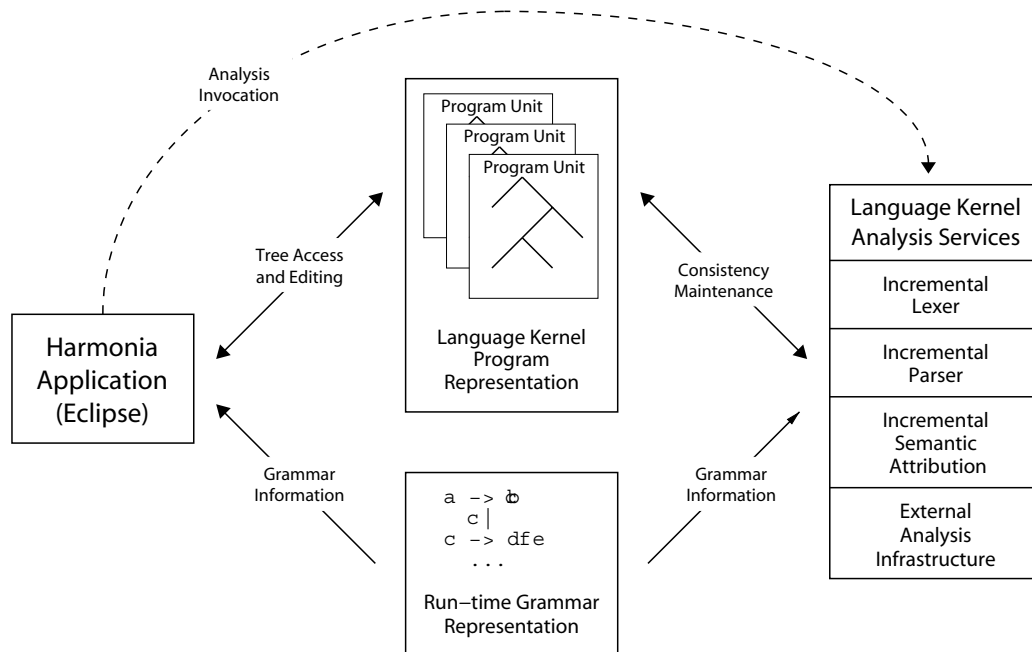 Analysis
Invocation
Program Unit
Program Unit
Program Unit
Language Kernel
Program
Representation
Tree Access
and Editing
Consistency
Maintenance
Harmonia
Application
(Eclipse)
Language Kernel
Analysis Services
Incremental
Lexer
Incremental
Parser
Incremental
Semantic
Attribution
External
Analysis
Infrastructure
Grammar
Information
Grammar
Information
a −>
c |
c −> dfe
...
Run−time Grammar
Representation